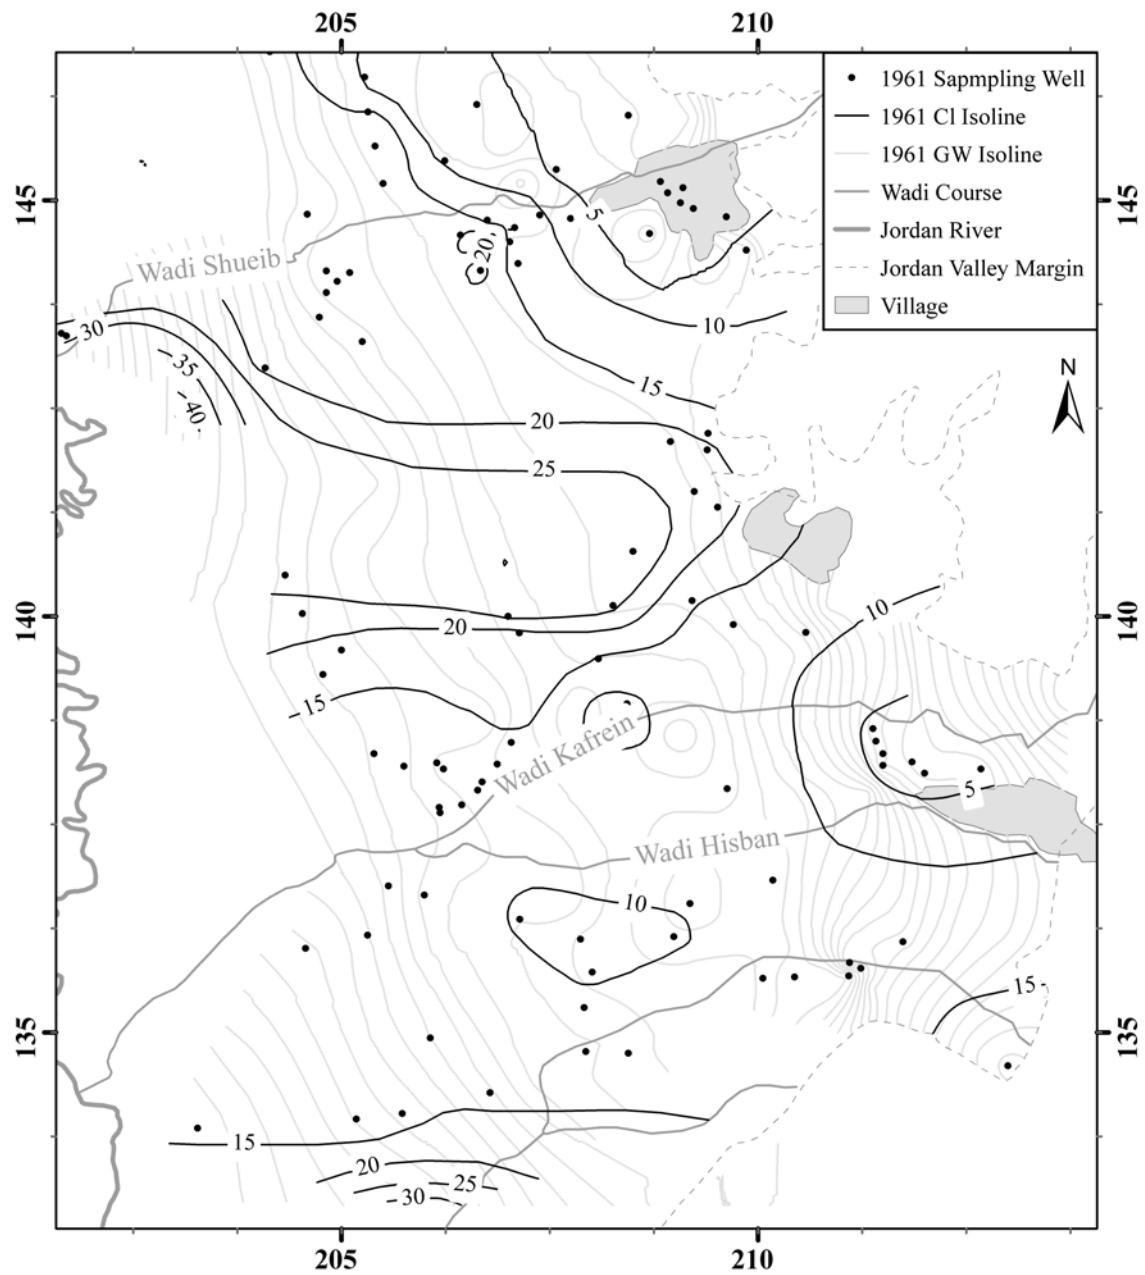 205 210
1961 Sapmpling Well
1961 Cl Isoline
1961 GW Isoline
Wadi Course
Jordan River
Jordan Valley Margin
Village
N
145 145
5
20
Wadi Shueib
10
30
35
15
40
20
25
140 140
10
20
15
Wadi Kafrein
5
Wadi Hisban
10
15
135 135
15
20
25
30
205 210